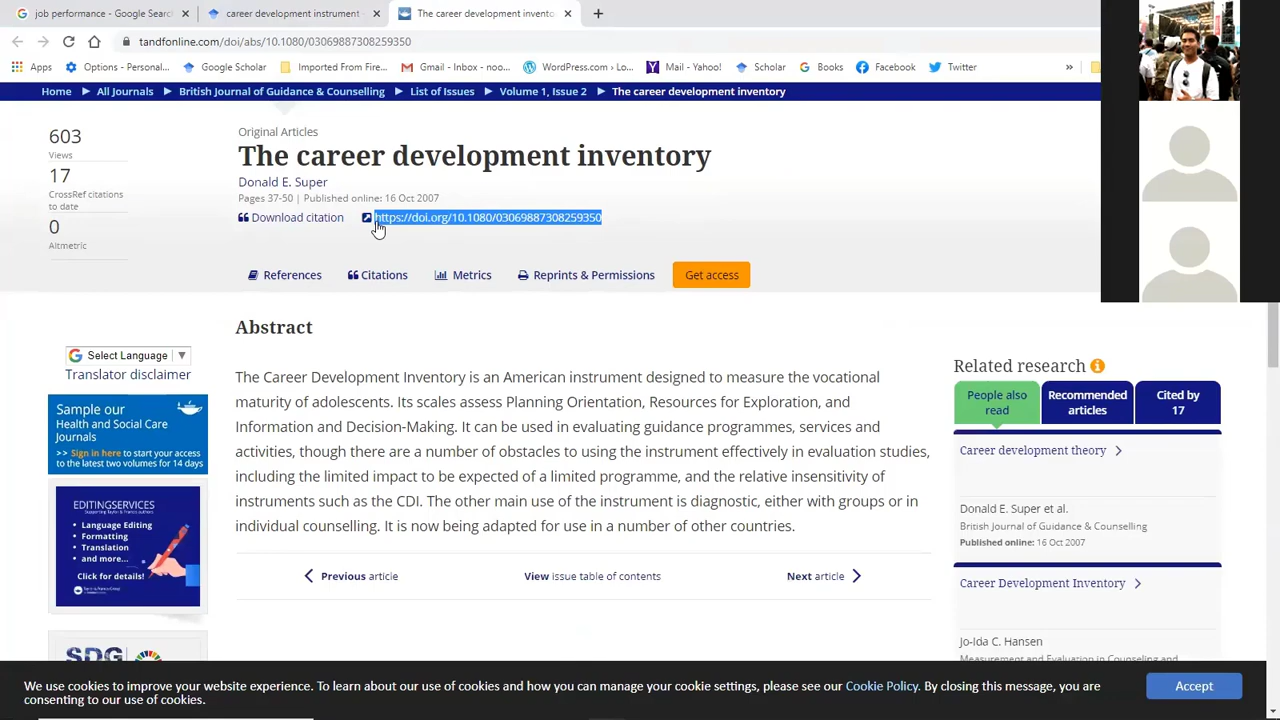 job performance - Google Searc
career development instrument
The career development invento
tandfonline.com/doi/abs/10.1080/03069887308259350
Apps
Options - Personal...
Google Scholar
Imported From Fire...
Gmail - Inbox - noo...
WordPress.com › Lo...
Mail - Yahoo!
Scholar
Books
Facebook
Twitter
»
Home ▶ All Journals ▶ British Journal of Guidance & Counselling ▶ List of Issues ▶ Volume 1, Issue 2 ▶ The career development inventory
603
Views
17
CrossRef citations
to date
0
Altmetric
Original Articles
The career development inventory
Donald E. Super
Pages 37-50 | Published online: 16 Oct 2007
Download citation
https://doi.org/10.1080/03069887308259350
References
Citations
Metrics
Reprints & Permissions
Get access
Select Language ▼
Translator disclaimer
Sample our
Health and Social Care
Journals
>> Sign in here to start your access
to the latest two volumes for 14 days
EDITINGSERVICES
Supporting Taylor & Francis authors
• Language Editing
• Formatting
• Translation
• and more...
Click for details!
SDG
Abstract
The Career Development Inventory is an American instrument designed to measure the vocational
maturity of adolescents. Its scales assess Planning Orientation, Resources for Exploration, and
Information and Decision-Making. It can be used in evaluating guidance programmes, services and
activities, though there are a number of obstacles to using the instrument effectively in evaluation studies,
including the limited impact to be expected of a limited programme, and the relative insensitivity of
instruments such as the CDI. The other main use of the instrument is diagnostic, either with groups or in
individual counselling. It is now being adapted for use in a number of other countries.
Previous article
View issue table of contents
Next article
Related research
People also
read
Recommended
articles
Cited by
17
Career development theory
Donald E. Super et al.
British Journal of Guidance & Counselling
Published online: 16 Oct 2007
Career Development Inventory
Jo-Ida C. Hansen
Measurement and Evaluation in Counseling and
We use cookies to improve your website experience. To learn about our use of cookies and how you can manage your cookie settings, please see our Cookie Policy. By closing this message, you are
consenting to our use of cookies.
Accept